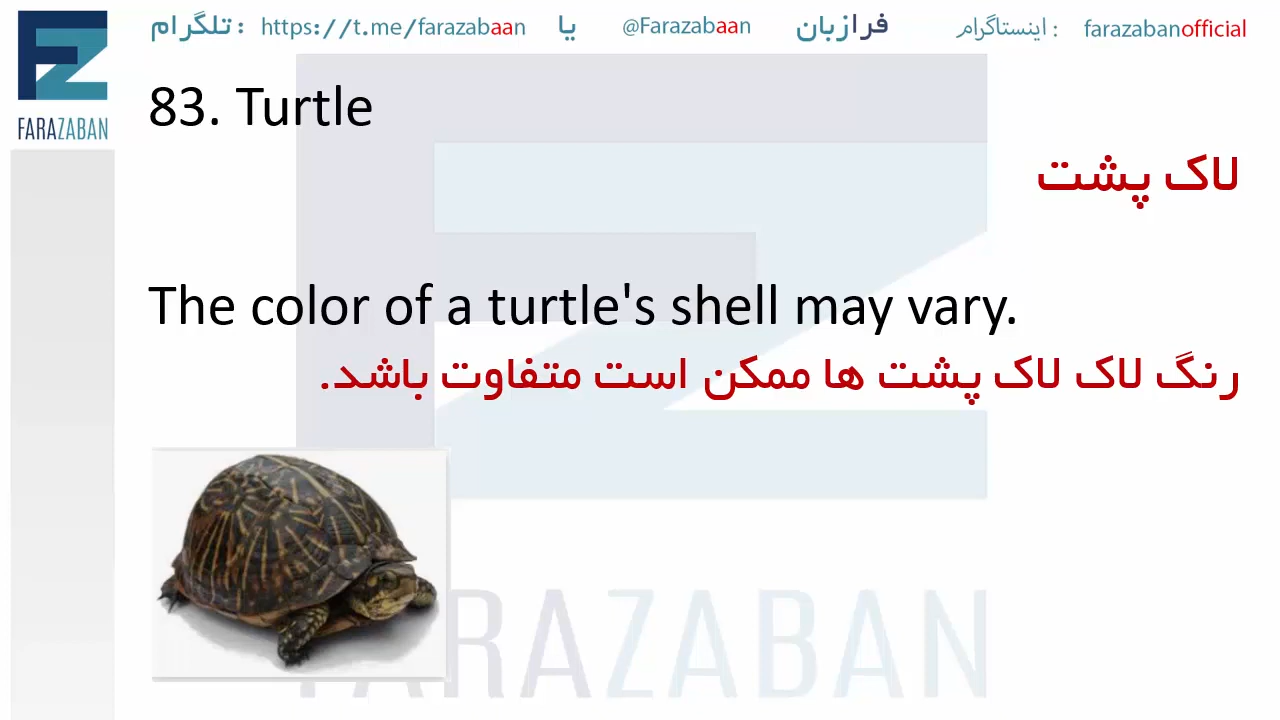 تلگرام : https://t.me/farazabaan یا @Farazabaan فرازبان اینستاگرام : farazabanofficial
FZ
FARAZABAN
83. Turtle
لاک پشت
The color of a turtle's shell may vary.
رنگ لاک لاک پشت ها ممکن است متفاوت باشد.
FARAZABAN